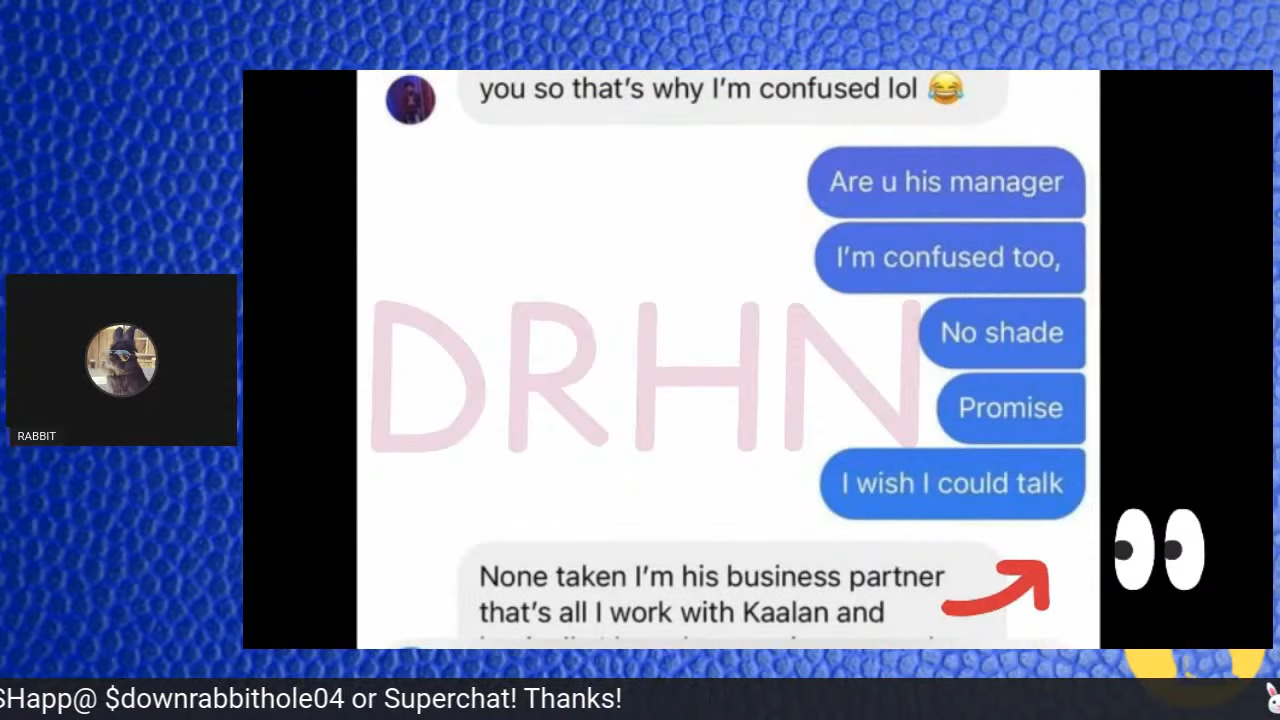 you so that's why I'm confused lol 😂
Are u his manager
I'm confused too,
No shade
DRHN
Promise
I wish I could talk
None taken I'm his business partner
that's all I work with Kaalan and
RABBIT
SHapp@ $downrabbithole04 or Superchat! Thanks!